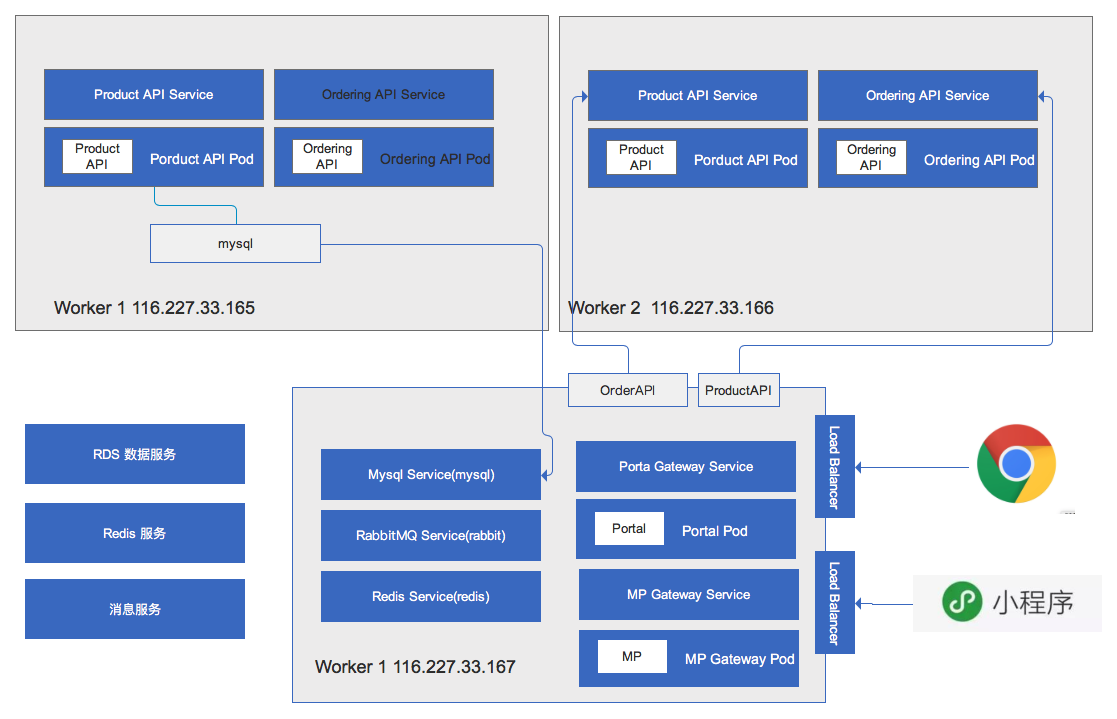 Product API Service
Ordering API Service
Product
API
Porduct API Pod
Ordering
API
Ordering API Pod
mysql
Worker 1 116.227.33.165
Product API Service
Ordering API Service
Product
API
Porduct API Pod
Ordering
API
Ordering API Pod
Worker 2 116.227.33.166
OrderAPI
ProductAPI
RDS 数据服务
Redis 服务
消息服务
Mysql Service(mysql)
RabbitMQ Service(rabbit)
Redis Service(redis)
Worker 1 116.227.33.167
Porta Gateway Service
Portal
Portal Pod
MP Gateway Service
MP
MP Gateway Pod
Load Balancer
Load Balancer
小程序